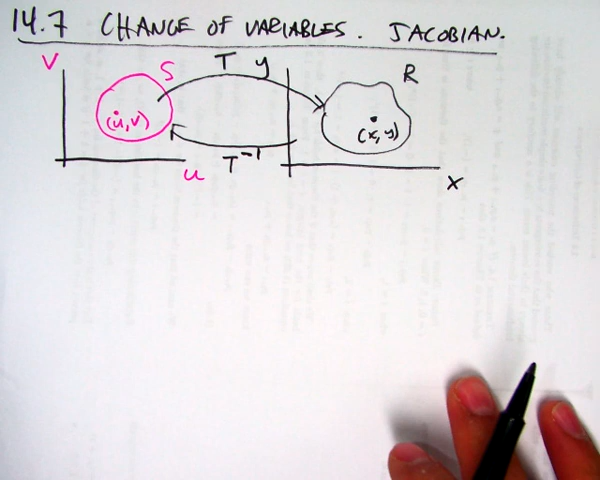 14.7 CHANGE OF VARIABLES. JACOBIAN.
V S T y R
(u,v) (x,y)
u T⁻¹ x